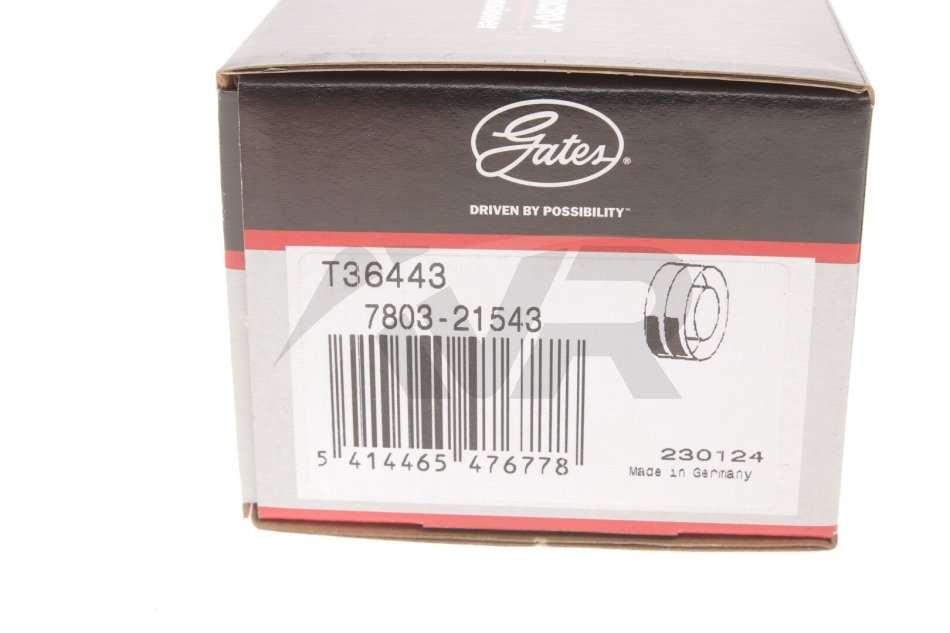 Gates®
DRIVEN BY POSSIBILITY™
T36443
7803-21543
5 414465 476778
230124
Made in Germany